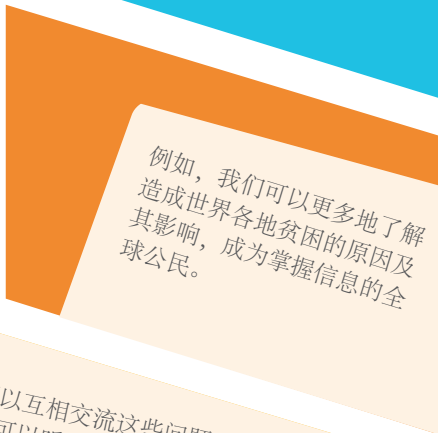 例如，我们可以更多地了解
造成世界各地贫困的原因及
其影响，成为掌握信息的全
球公民。
以互相交流这些问题
可以